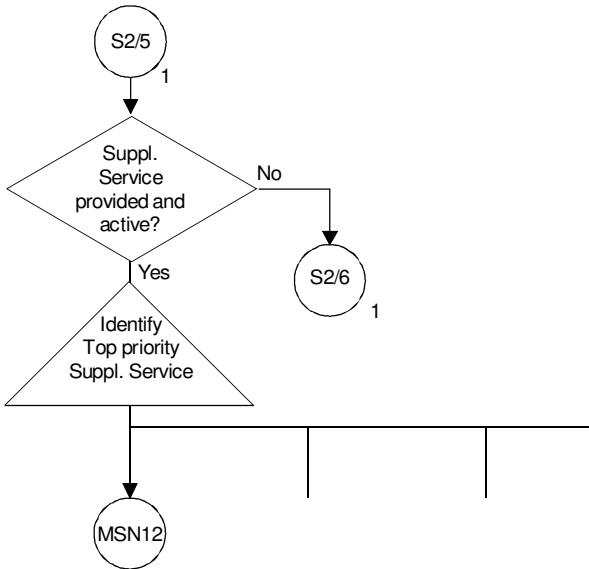 S2/5
1
Suppl.
Service
provided and
active?
No
S2/6
1
Yes
Identify
Top priority
Suppl. Service
MSN12